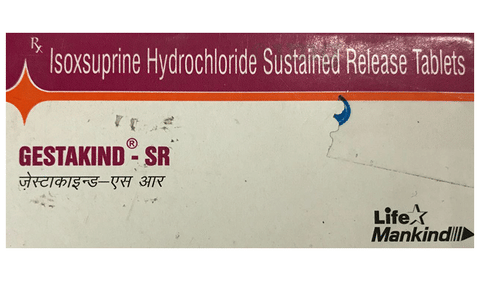 Rx Isoxsuprine Hydrochloride Sustained Release Tablets
GESTAKIND® - SR
ज़ेस्टाकाइन्ड–एस आर
Life
Mankind